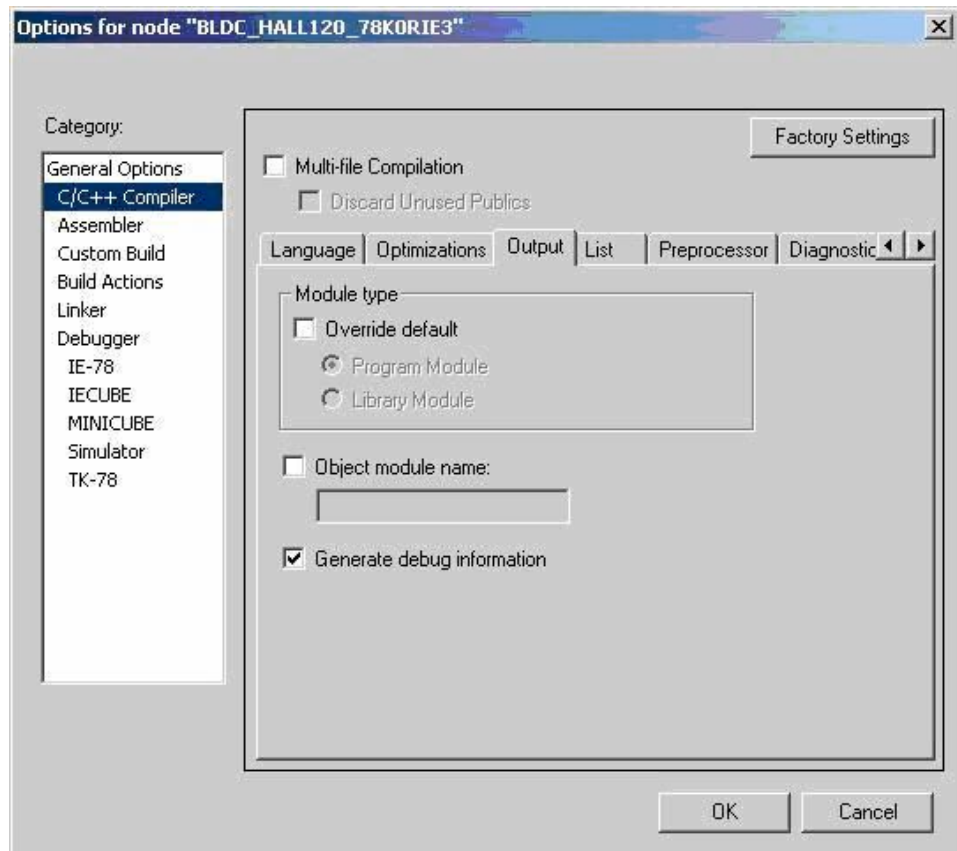 Options for node "BLDC_HALL120_78K0RIE3"
Category:
General Options
C/C++ Compiler
Assembler
Custom Build
Build Actions
Linker
Debugger
IE-78
IECUBE
MINICUBE
Simulator
TK-78
Factory Settings
Multi-file Compilation
Discard Unused Publics
Language Optimizations Output List Preprocessor Diagnostic
Module type
Override default
Program Module
Library Module
Object module name:
Generate debug information
OK Cancel